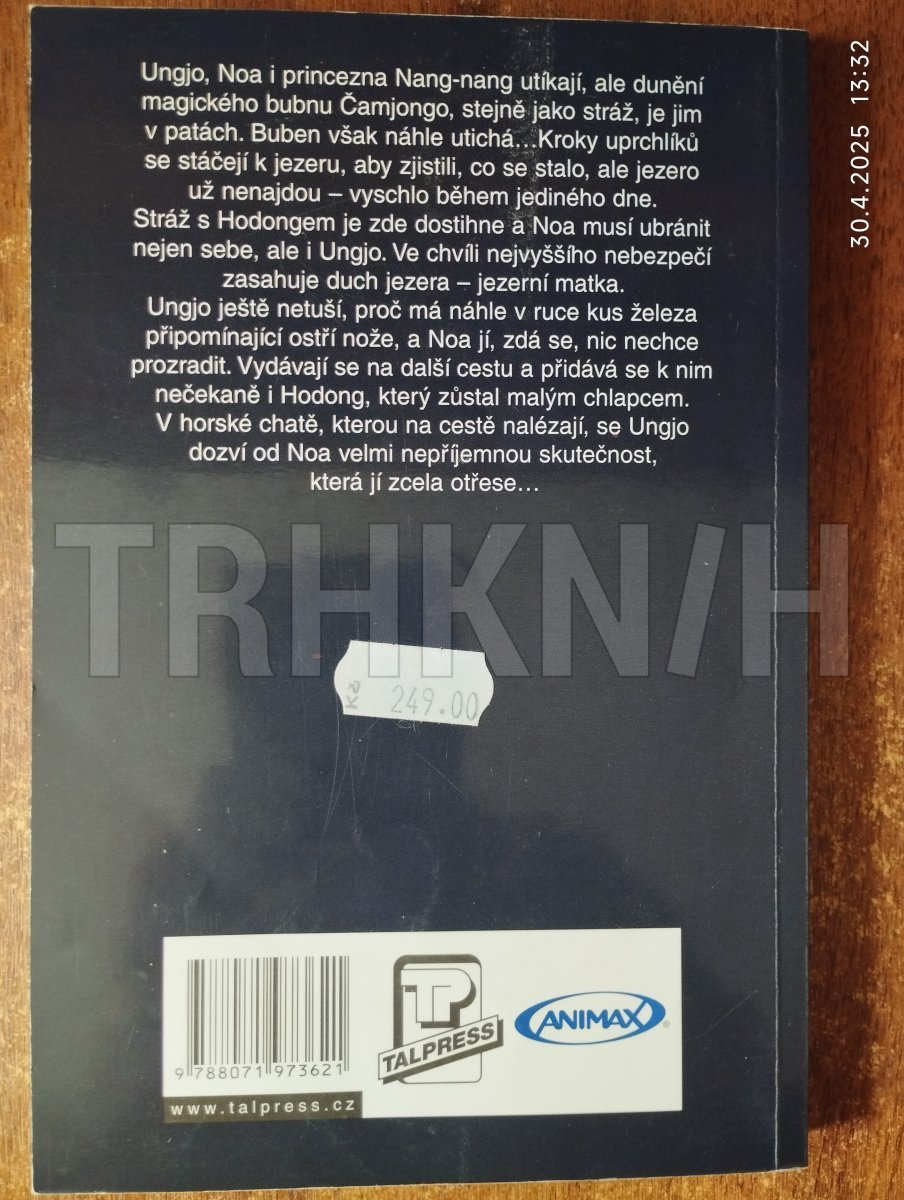 Ungjo, Noa i princezna Nang-nang utíkají, ale dunění
magického bubnu Čamjongo, stejně jako stráž, je jim
v patách. Buben však náhle utichá...Kroky uprchlíků
se stáčejí k jezeru, aby zjistili, co se stalo, ale jezero
už nenajdou – vyschlo během jediného dne.
Stráž s Hodongem je zde dostihne a Noa musí ubránit
nejen sebe, ale i Ungjo. Ve chvíli nejvyššího nebezpečí
zasahuje duch jezera – jezerní matka.
Ungjo ještě netuší, proč má náhle v ruce kus železa
připomínající ostří nože, a Noa jí, zdá se, nic nechce
prozradit. Vydávají se na další cestu a přidává se k nim
nečekaně i Hodong, který zůstal malým chlapcem.
V horské chatě, kterou na cestě nalézají, se Ungjo
dozví od Noa velmi nepříjemnou skutečnost,
která jí zcela otřese...
TRHKN/H
Kč 249.00
TP
TALPRESS
ANIMAX®
9 788071 973621
www.talpress.cz
30.4.2025 13:32